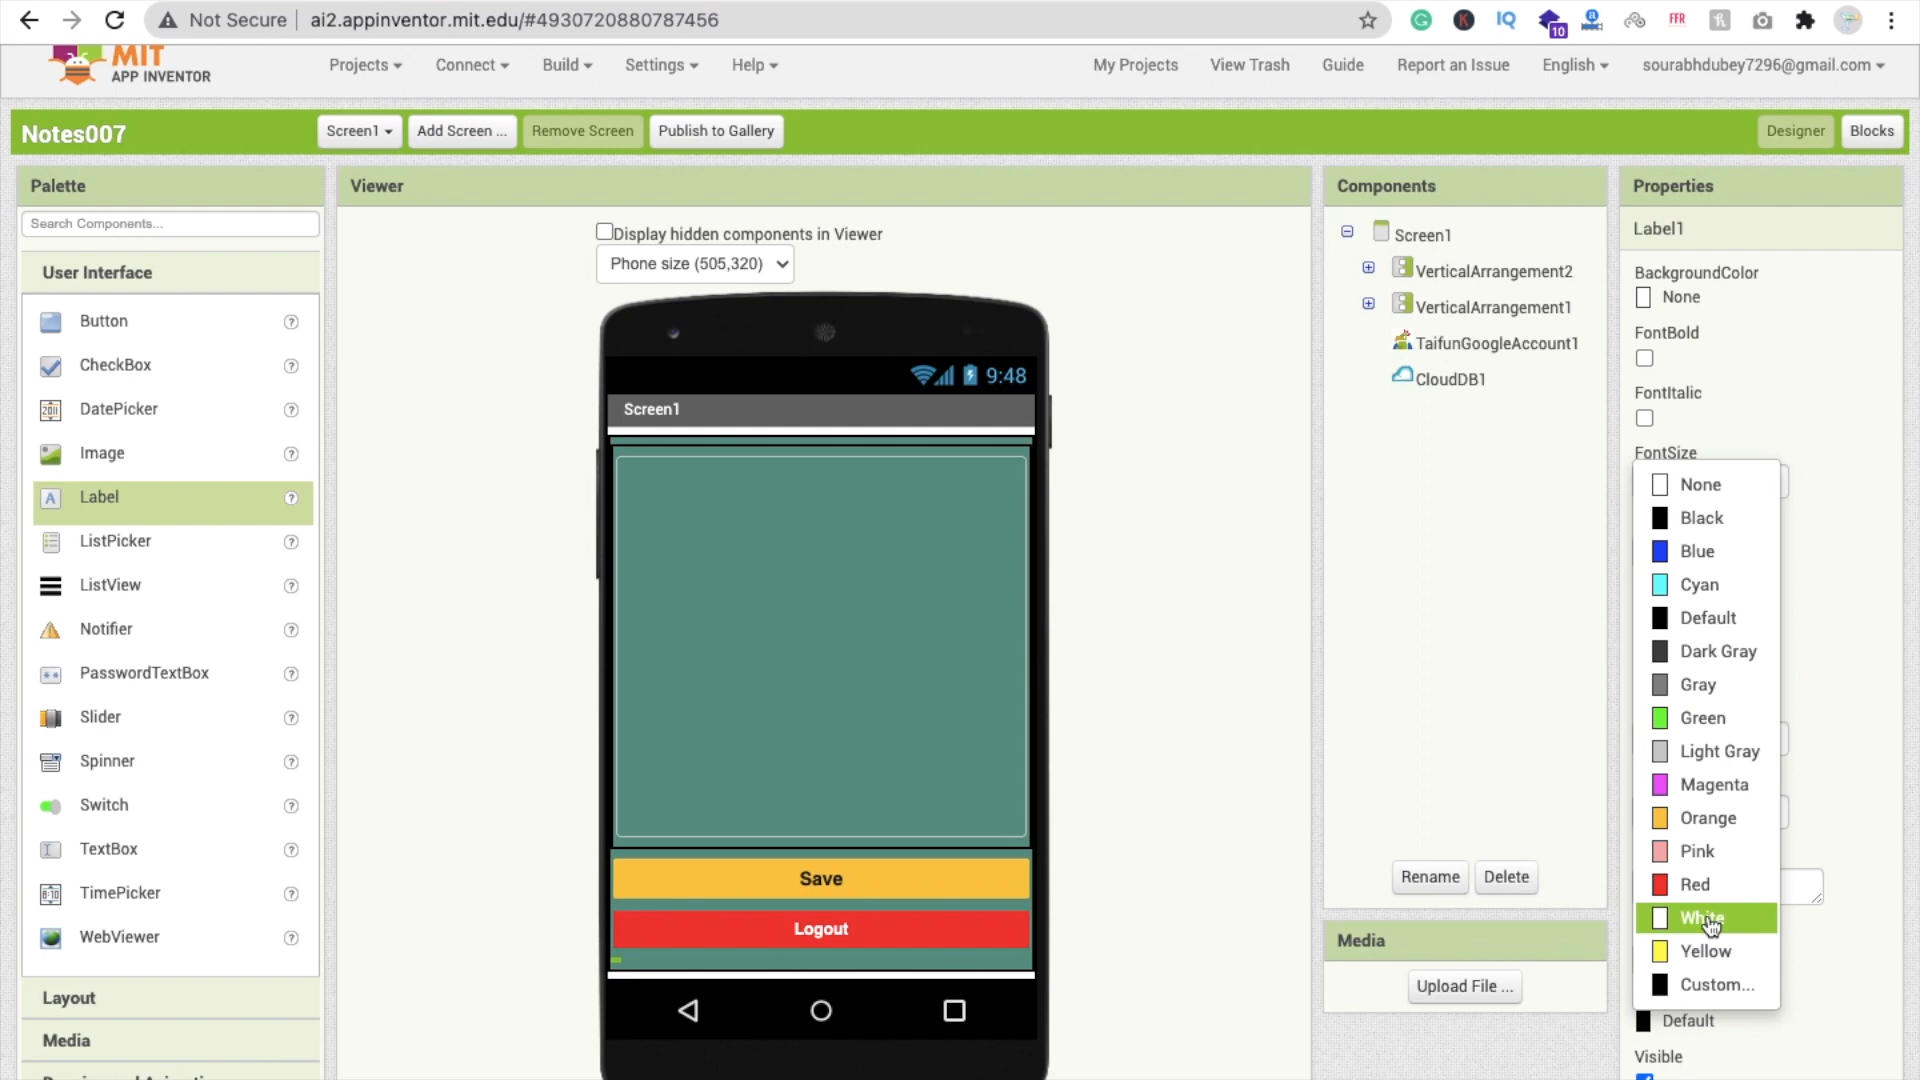 Not Secure
ai2.appinventor.mit.edu/#4930720880787456
K
IQ
10
a
FFR
MIT
APP INVENTOR
Projects
Connect
Build
Settings
Help
My Projects
View Trash
Guide
Report an Issue
English
sourabhdubey7296@gmail.com
Notes007
Screen1
Add Screen ...
Remove Screen
Publish to Gallery
Designer
Blocks
Palette
Search Components...
User Interface
Button
CheckBox
DatePicker
Image
Label
ListPicker
ListView
Notifier
PasswordTextBox
Slider
Spinner
Switch
TextBox
TimePicker
WebViewer
Layout
Media
Viewer
Display hidden components in Viewer
Phone size (505,320)
9:48
Screen1
Save
Logout
Components
Screen1
VerticalArrangement2
VerticalArrangement1
TaifunGoogleAccount1
CloudDB1
Rename
Delete
Media
Upload File ...
Properties
Label1
BackgroundColor
None
FontBold
FontItalic
FontSize
None
Black
Blue
Cyan
Default
Dark Gray
Gray
Green
Light Gray
Magenta
Orange
Pink
Red
White
Yellow
Custom...
Default
Visible